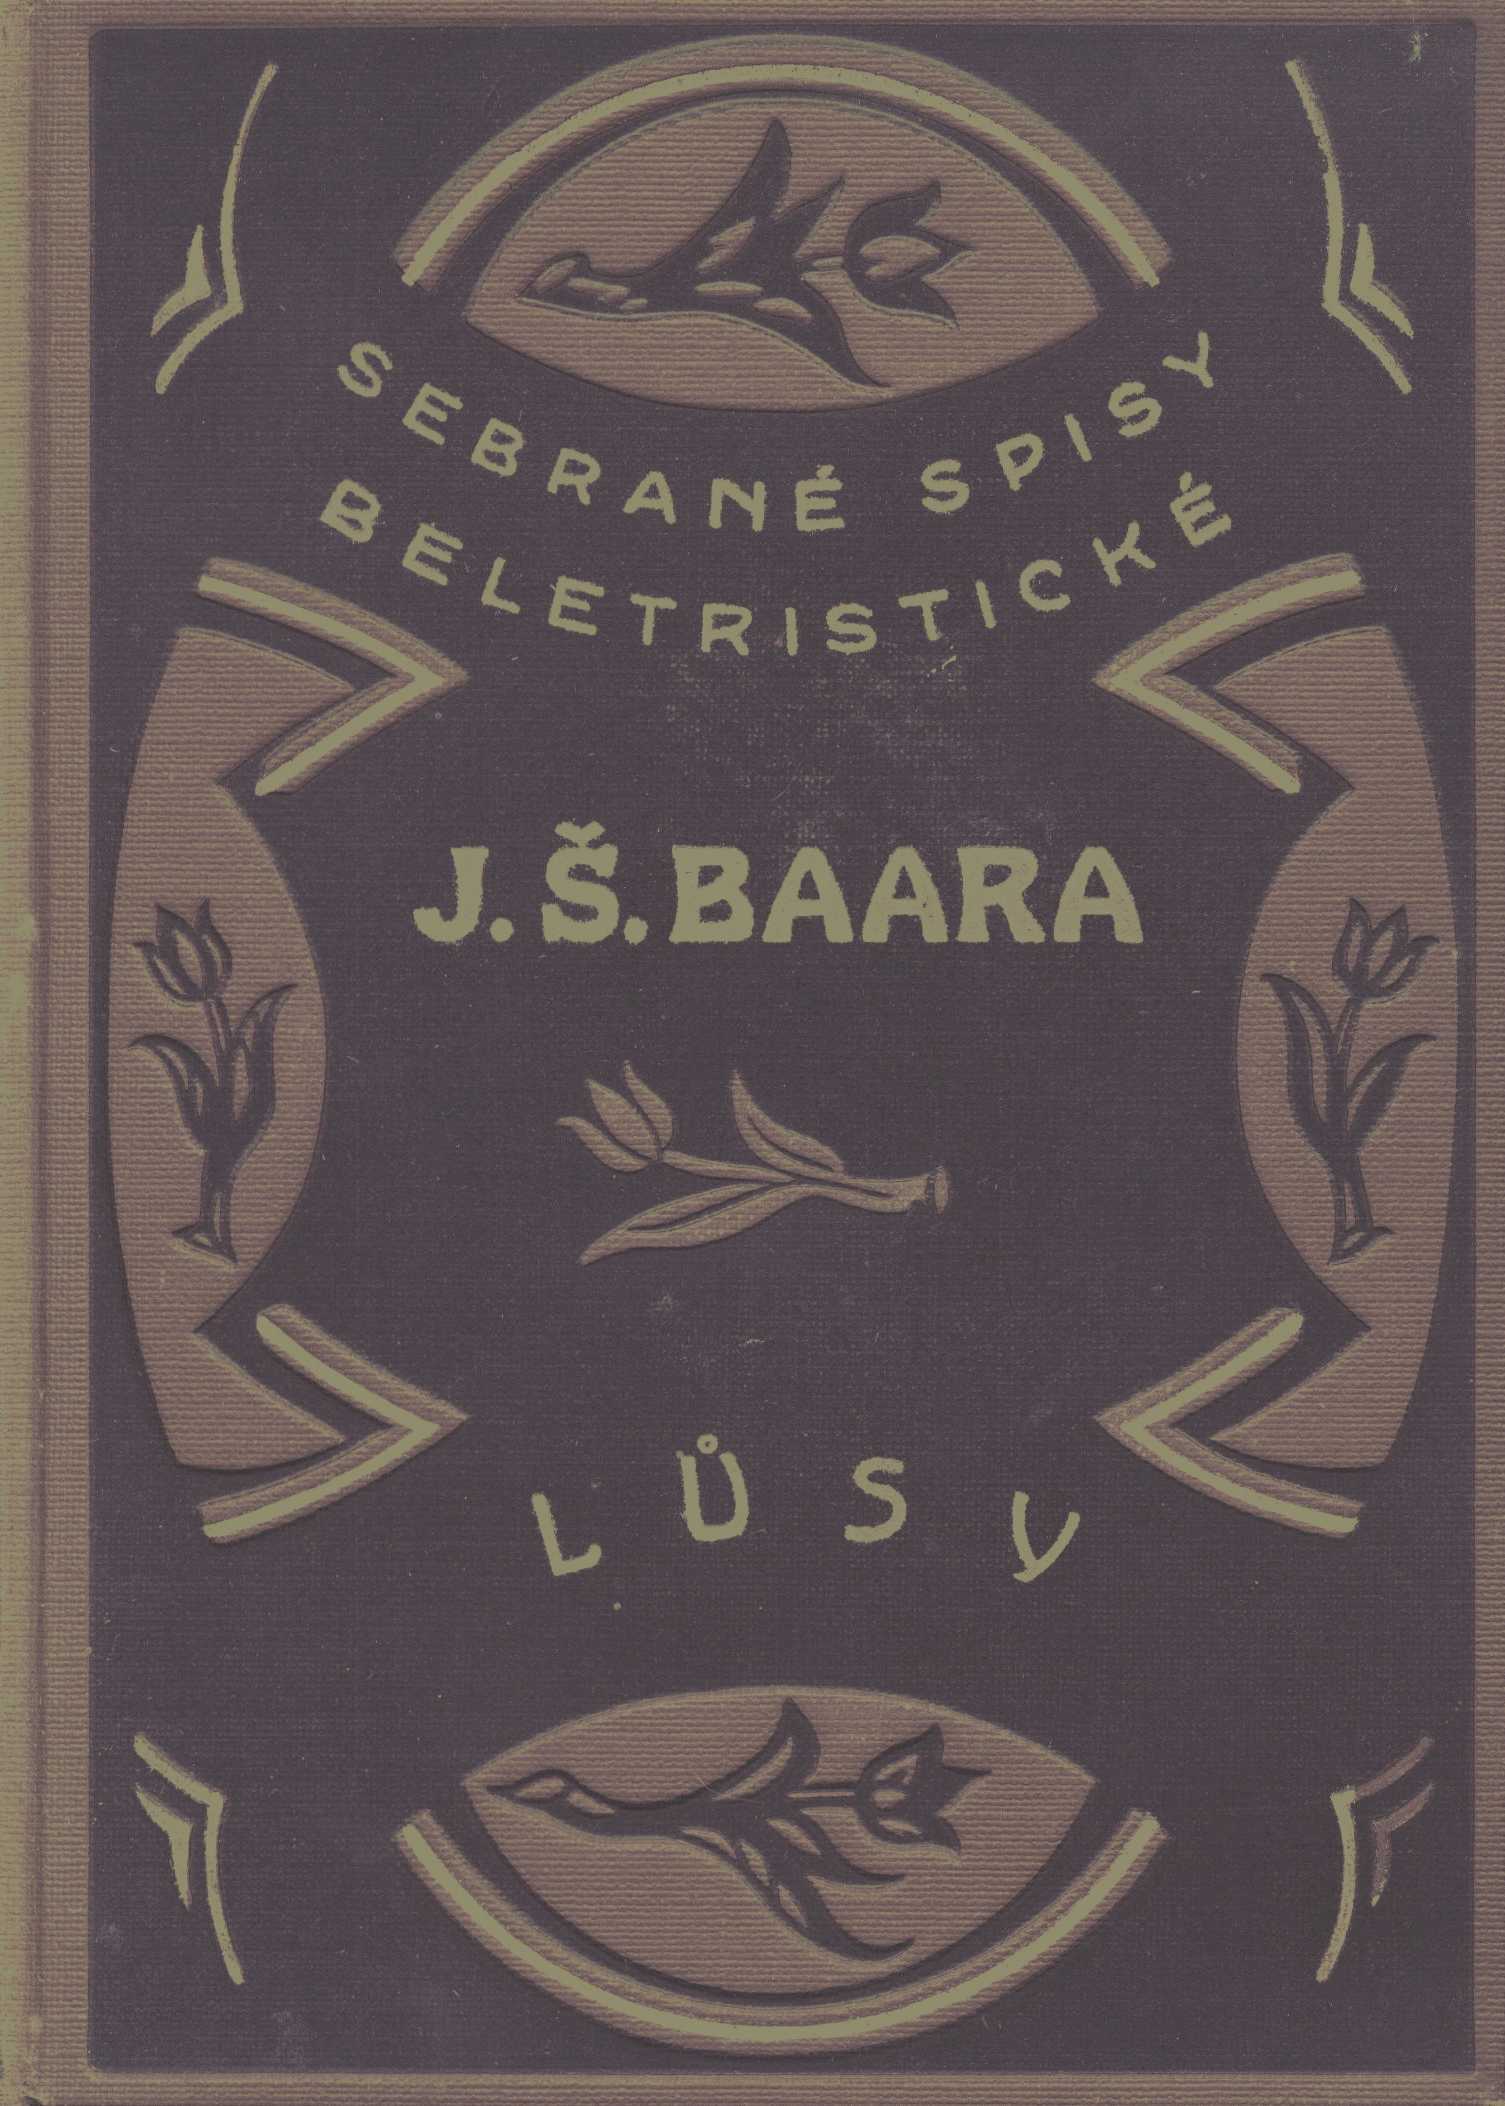 SEBRANÉ SPISY
BELETRISTICKÉ
J. Š. BAARA
LŮSY